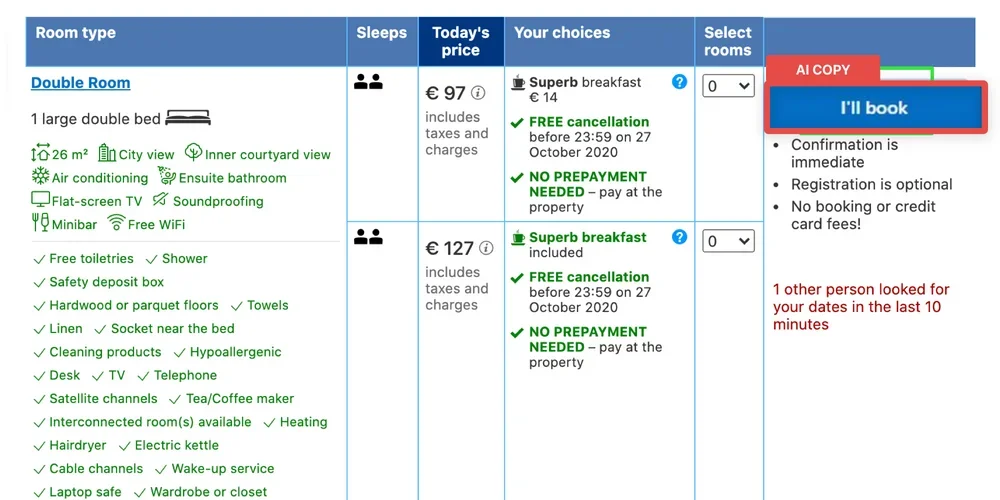 Room type
Sleeps
Today's
price
Your choices
Select
rooms
Double Room
1 large double bed
26 m² City view Inner courtyard view
Air conditioning Ensuite bathroom
Flat-screen TV Soundproofing
Minibar Free WiFi
Free toiletries Shower
Safety deposit box
Hardwood or parquet floors Towels
Linen Socket near the bed
Cleaning products Hypoallergenic
Desk TV Telephone
Satellite channels Tea/Coffee maker
Interconnected room(s) available Heating
Hairdryer Electric kettle
Cable channels Wake-up service
Laptop safe Wardrobe or closet
€ 97
includes
taxes and
charges
Superb breakfast ?
€ 14
FREE cancellation
before 23:59 on 27
October 2020
NO PREPAYMENT
NEEDED – pay at the
property
0
€ 127
includes
taxes and
charges
Superb breakfast ?
included
FREE cancellation
before 23:59 on 27
October 2020
NO PREPAYMENT
NEEDED – pay at the
property
0
AI COPY
I'll book
• Confirmation is
immediate
• Registration is optional
• No booking or credit
card fees!
1 other person looked for
your dates in the last 10
minutes